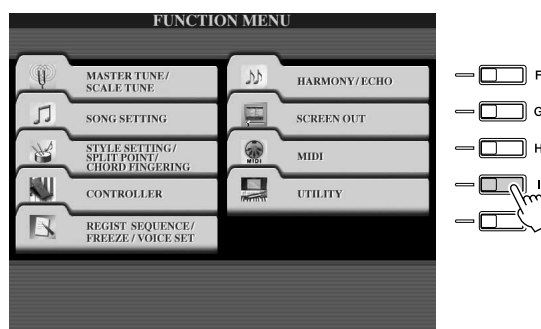 FUNCTION MENU
MASTER TUNE/
SCALE TUNE
SONG SETTING
STYLE SETTING/
SPLIT POINT/
CHORD FINGERING
CONTROLLER
REGIST SEQUENCE/
FREEZE / VOICE SET
HARMONY/ ECHO
SCREEN OUT
MIDI
MIDI
UTILITY
F
G
H
I